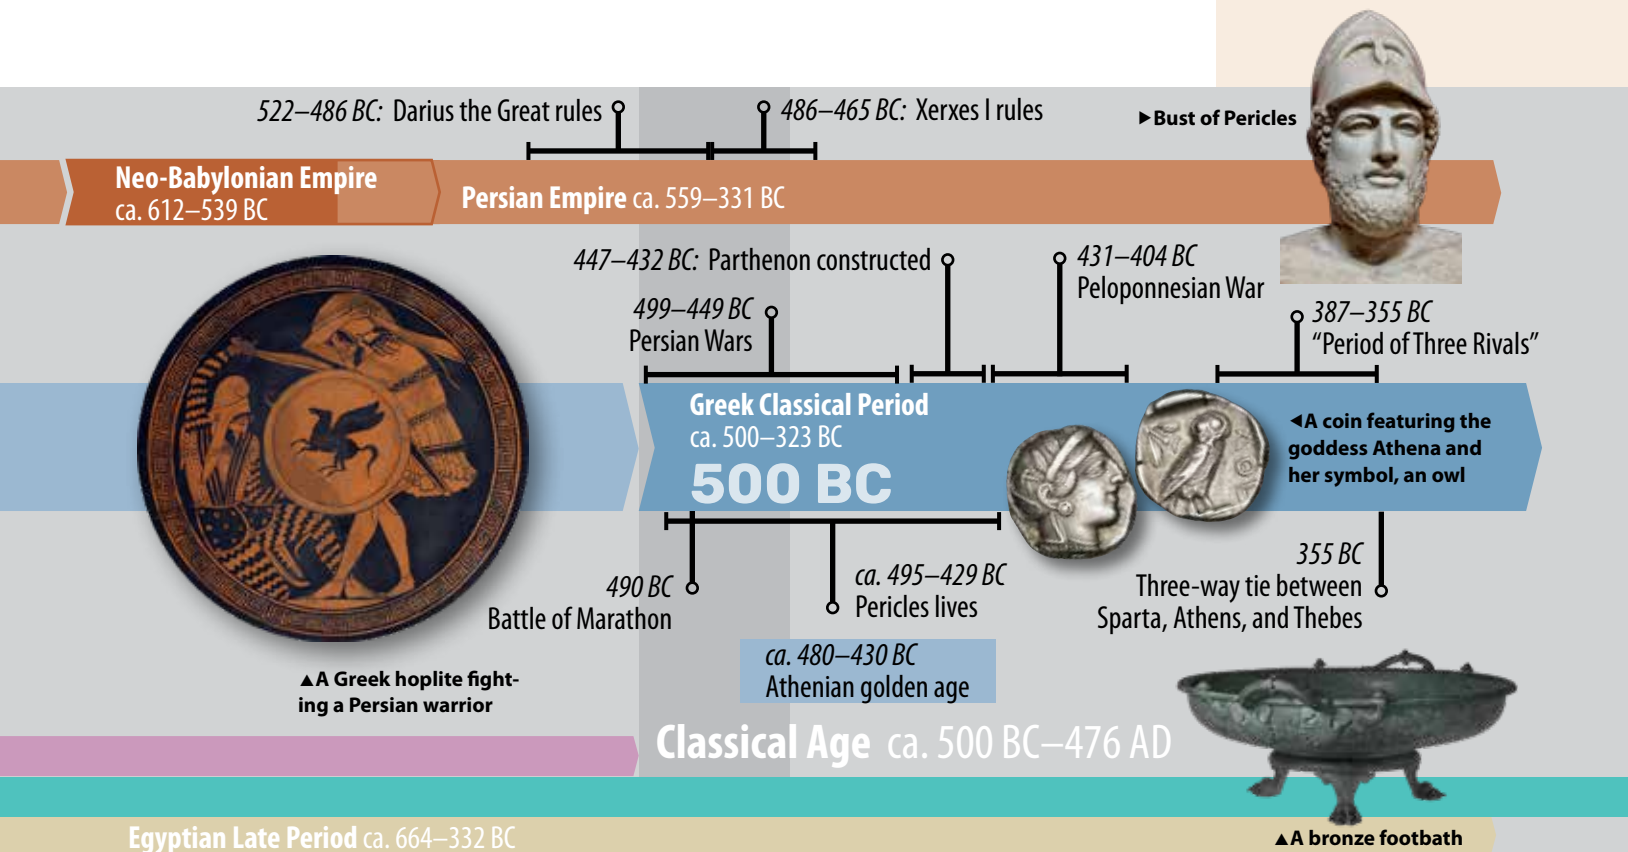 522–486 BC: Darius the Great rules
486–465 BC: Xerxes I rules
▶Bust of Pericles
Neo-Babylonian Empire
ca. 612–539 BC
Persian Empire ca. 559–331 BC
447–432 BC: Parthenon constructed
431–404 BC
Peloponnesian War
499–449 BC
Persian Wars
387–355 BC
“Period of Three Rivals”
Greek Classical Period
ca. 500–323 BC
500 BC
◀A coin featuring the
goddess Athena and
her symbol, an owl
490 BC
Battle of Marathon
ca. 495–429 BC
Pericles lives
355 BC
Three-way tie between
Sparta, Athens, and Thebes
ca. 480–430 BC
Athenian golden age
▲A Greek hoplite fight-
ing a Persian warrior
Classical Age ca. 500 BC–476 AD
Egyptian Late Period ca. 664–332 BC
▲A bronze footbath